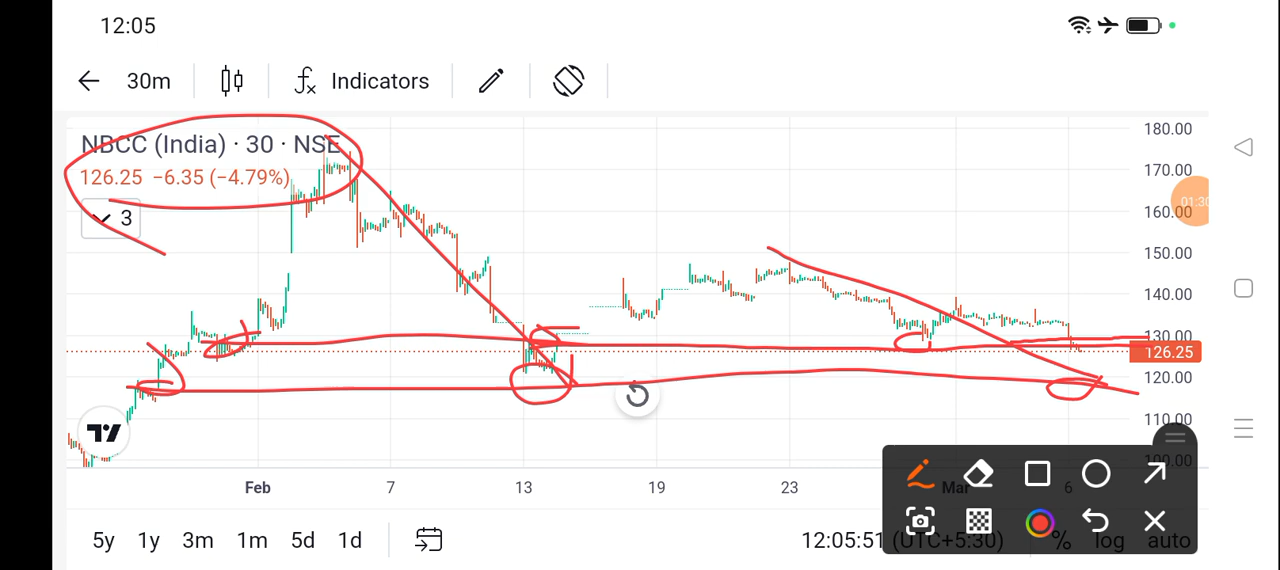 12:05
30m
Indicators
NBCC (India) · 30 · NSE
126.25 −6.35 (−4.79%)
3
180.00
170.00
160.00
150.00
140.00
130.00
126.25
120.00
110.00
100.00
01:30
Feb 7 13 19 23 Mar 6
5y 1y 3m 1m 5d 1d
12:05:51 (UTC+5:30) % log auto